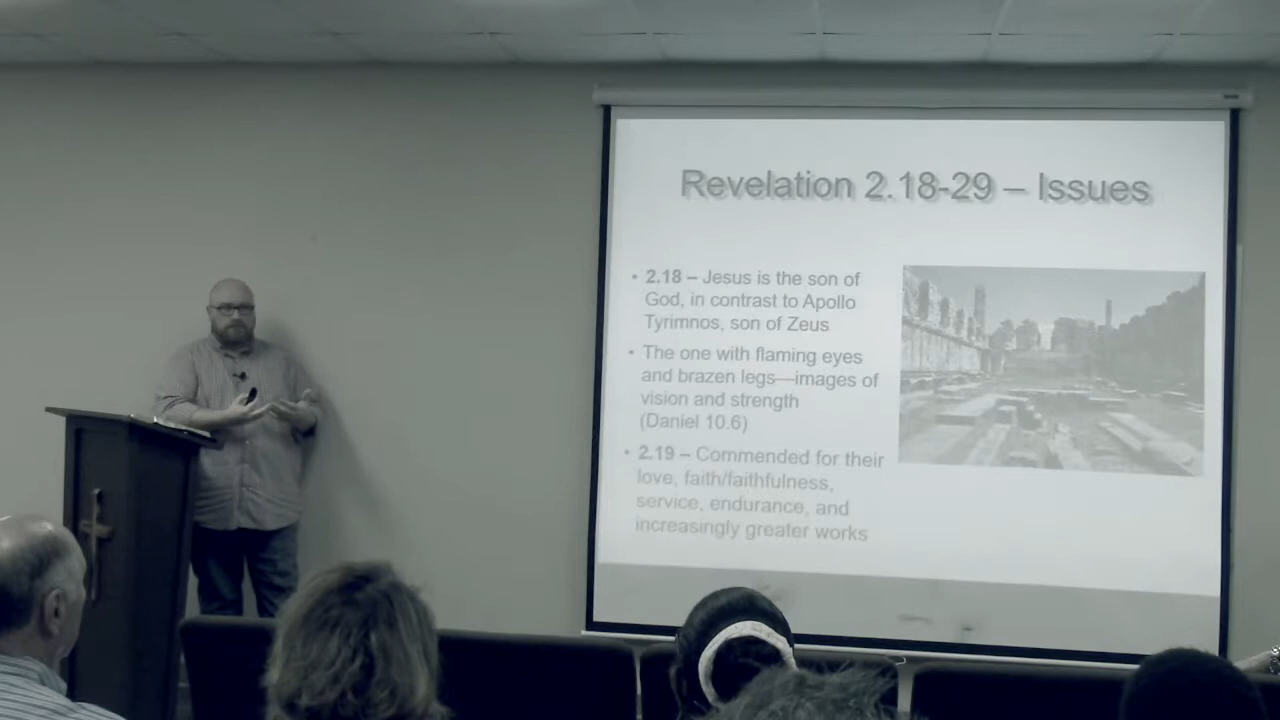 Revelation 2.18-29 – Issues
• 2.18 – Jesus is the son of
God, in contrast to Apollo
Tyrimnos, son of Zeus
• The one with flaming eyes
and brazen legs—images of
vision and strength
(Daniel 10.6)
• 2.19 – Commended for their
love, faith/faithfulness,
service, endurance, and
increasingly greater works